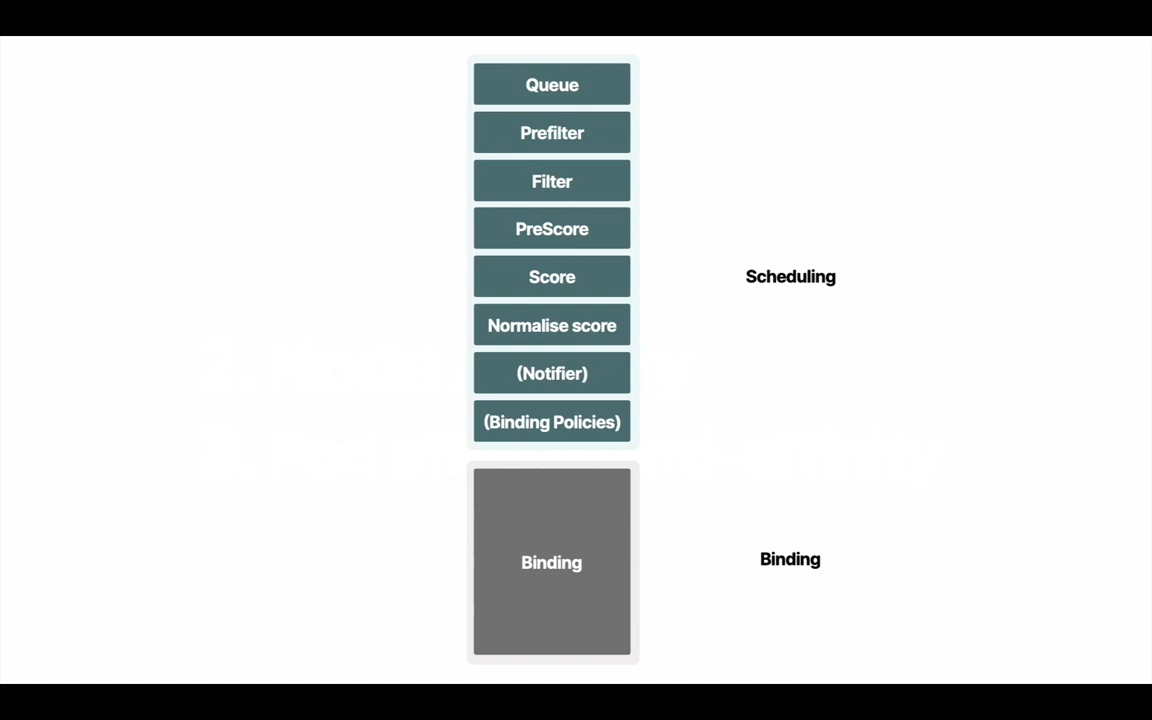 Queue
Prefilter
Filter
PreScore
Score
Scheduling
Normalise score
(Notifier)
(Binding Policies)
Binding
Binding